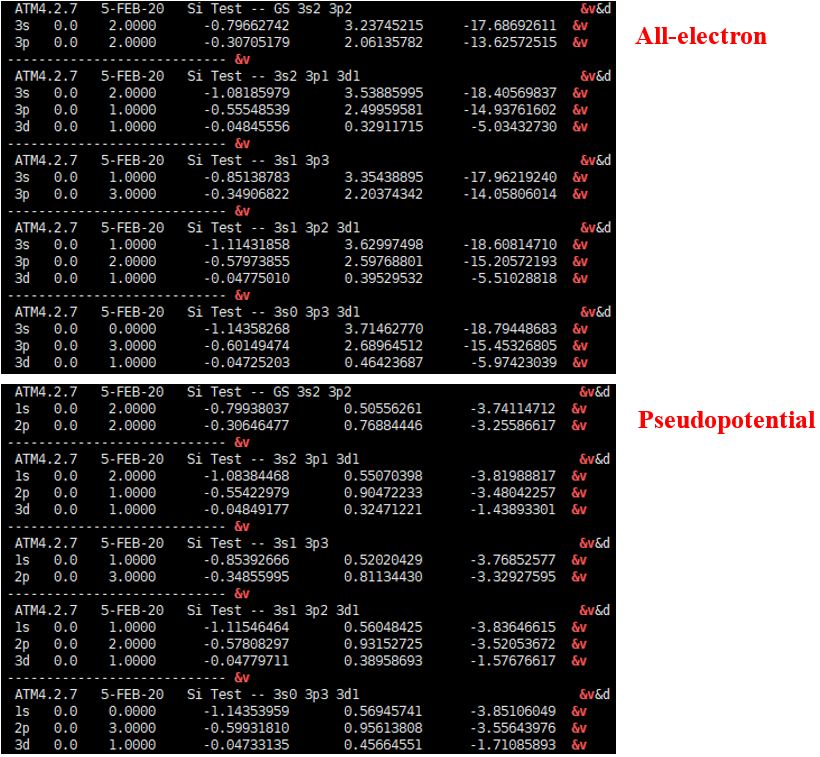 ATM4.2.7 5-FEB-20 Si Test -- GS 3s2 3p2 &v&d
3s 0.0 2.0000 -0.79662742 3.23745215 -17.68692611 &v
3p 0.0 2.0000 -0.30705179 2.06135782 -13.62572515 &v
---------------------------- &v
ATM4.2.7 5-FEB-20 Si Test -- 3s2 3p1 3d1 &v&d
3s 0.0 2.0000 -1.08185979 3.53885995 -18.40569837 &v
3p 0.0 1.0000 -0.55548539 2.49959581 -14.93761602 &v
3d 0.0 1.0000 -0.04845556 0.32911715 -5.03432730 &v
---------------------------- &v
ATM4.2.7 5-FEB-20 Si Test -- 3s1 3p3 &v&d
3s 0.0 1.0000 -0.85138783 3.35438895 -17.96219240 &v
3p 0.0 3.0000 -0.34906822 2.20374342 -14.05806014 &v
---------------------------- &v
ATM4.2.7 5-FEB-20 Si Test -- 3s1 3p2 3d1 &v&d
3s 0.0 1.0000 -1.11431858 3.62997498 -18.60814710 &v
3p 0.0 2.0000 -0.57973855 2.59768801 -15.20572193 &v
3d 0.0 1.0000 -0.04775010 0.39529532 -5.51028818 &v
---------------------------- &v
ATM4.2.7 5-FEB-20 Si Test -- 3s0 3p3 3d1 &v&d
3s 0.0 0.0000 -1.14358268 3.71462770 -18.79448683 &v
3p 0.0 3.0000 -0.60149474 2.68964512 -15.45326805 &v
3d 0.0 1.0000 -0.04725203 0.46423687 -5.97423039 &v
All-electron
ATM4.2.7 5-FEB-20 Si Test -- GS 3s2 3p2 &v&d
1s 0.0 2.0000 -0.79938037 0.50556261 -3.74114712 &v
2p 0.0 2.0000 -0.30646477 0.76884446 -3.25586617 &v
---------------------------- &v
ATM4.2.7 5-FEB-20 Si Test -- 3s2 3p1 3d1 &v&d
1s 0.0 2.0000 -1.08384468 0.55070398 -3.81988817 &v
2p 0.0 1.0000 -0.55422979 0.90472233 -3.48042257 &v
3d 0.0 1.0000 -0.04849177 0.32471221 -1.43893301 &v
---------------------------- &v
ATM4.2.7 5-FEB-20 Si Test -- 3s1 3p3 &v&d
1s 0.0 1.0000 -0.85392666 0.52020429 -3.76852577 &v
2p 0.0 3.0000 -0.34855995 0.81134430 -3.32927595 &v
---------------------------- &v
ATM4.2.7 5-FEB-20 Si Test -- 3s1 3p2 3d1 &v&d
1s 0.0 1.0000 -1.11546464 0.56048425 -3.83646615 &v
2p 0.0 2.0000 -0.57808297 0.93152725 -3.52053672 &v
3d 0.0 1.0000 -0.04779711 0.38958693 -1.57676617 &v
---------------------------- &v
ATM4.2.7 5-FEB-20 Si Test -- 3s0 3p3 3d1 &v&d
1s 0.0 0.0000 -1.14353959 0.56945741 -3.85106049 &v
2p 0.0 3.0000 -0.59931810 0.95613808 -3.55643976 &v
3d 0.0 1.0000 -0.04733135 0.45664551 -1.71085893 &v
Pseudopotential